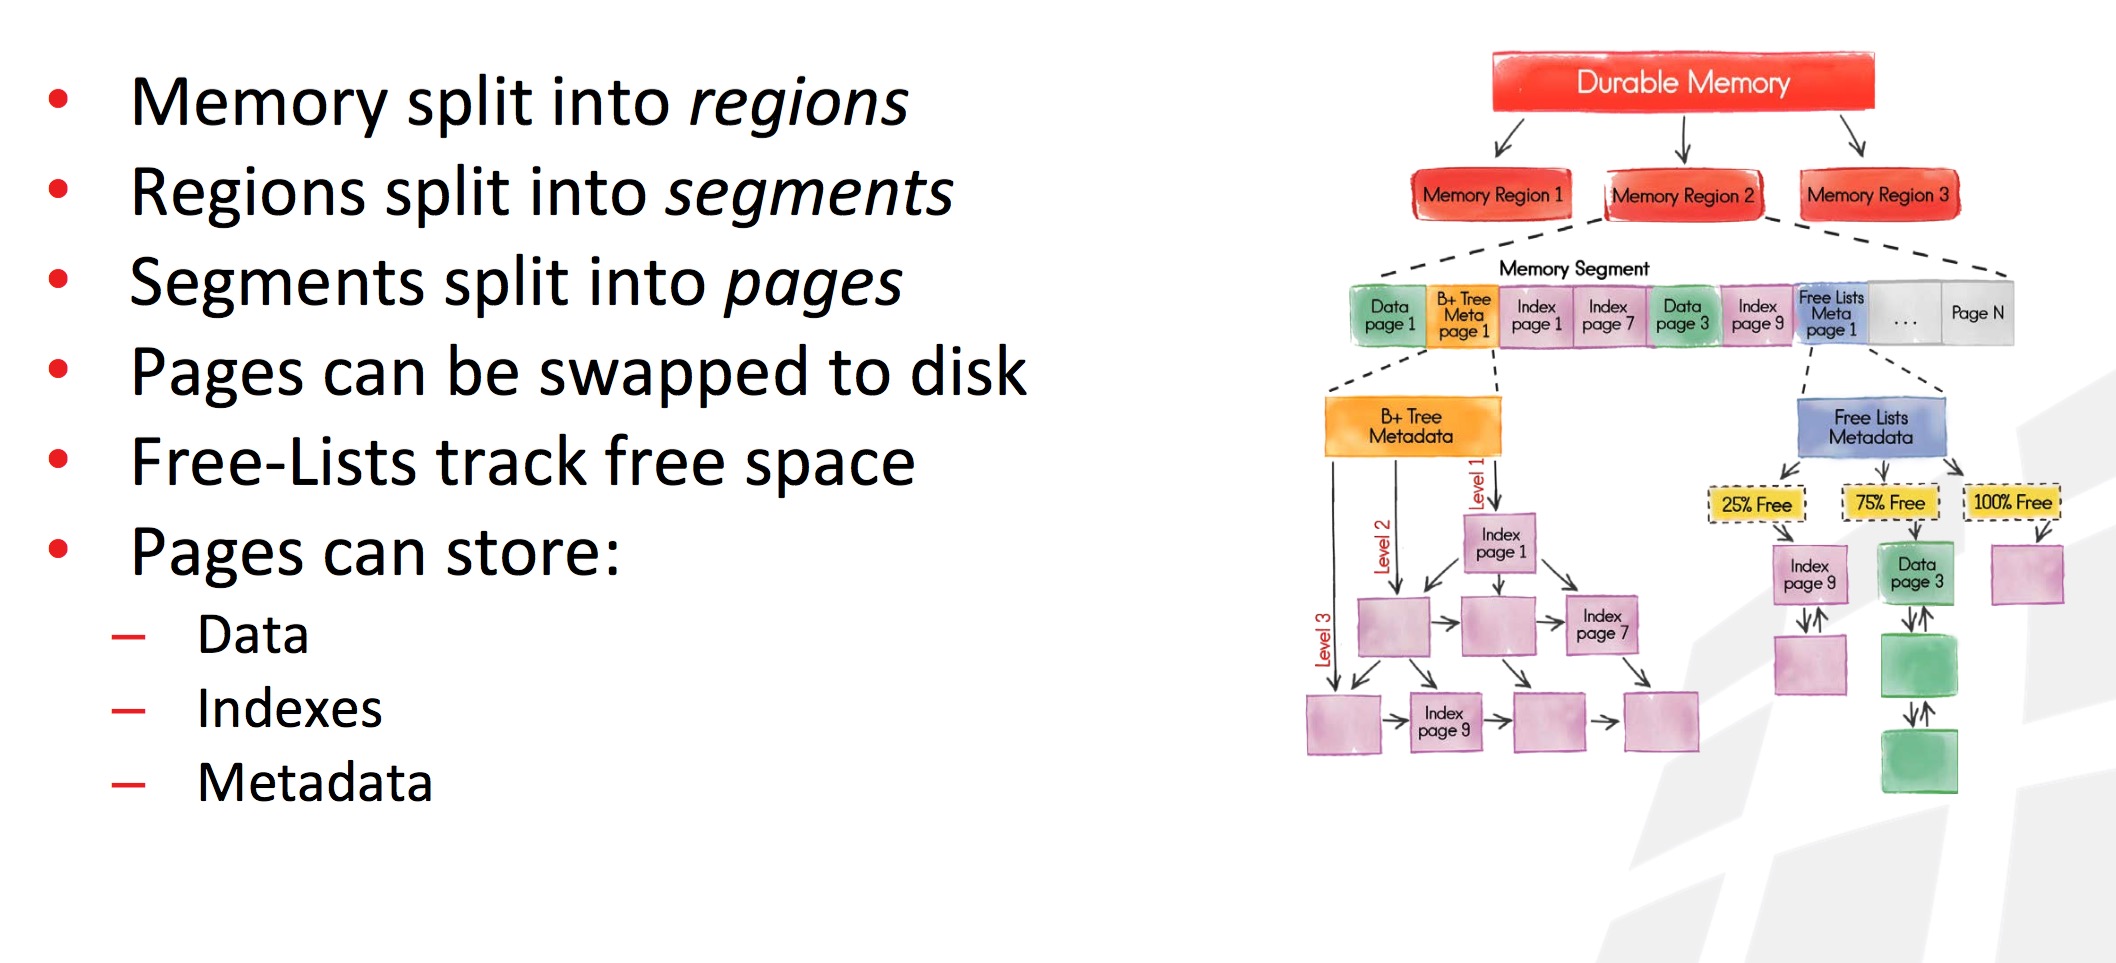 • Memory split into regions
• Regions split into segments
• Segments split into pages
• Pages can be swapped to disk
• Free-Lists track free space
• Pages can store:
– Data
– Indexes
– Metadata
Durable Memory
Memory Region 1
Memory Region 2
Memory Region 3
Memory Segment
Data
page 1
B+ Tree
Meta
page 1
Index
page 1
Index
page 7
Data
page 3
Index
page 9
Free Lists
Meta
page 1
...
Page N
B+ Tree
Metadata
Level 1
Level 2
Level 3
Index
page 1
Index
page 7
Index
page 9
Free Lists
Metadata
25% Free
75% Free
100% Free
Index
page 9
Data
page 3